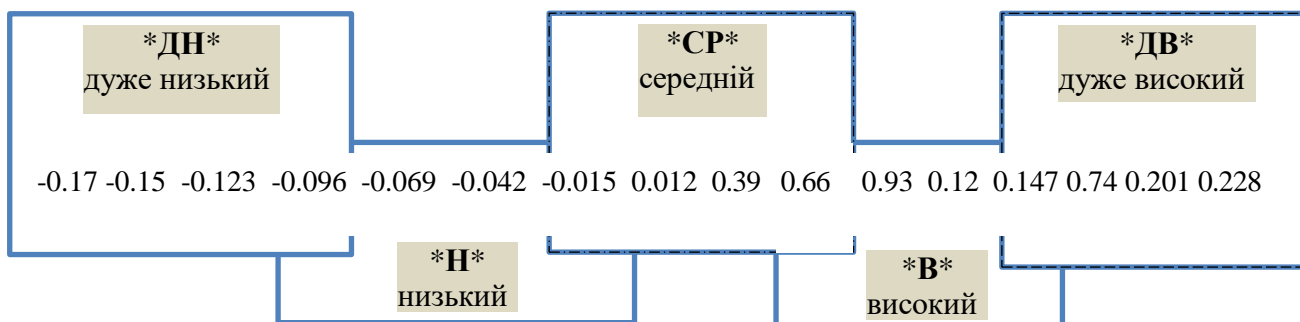 *ДН*
дуже низький
*СР*
середній
*ДВ*
дуже високий
-0.17 -0.15 -0.123 -0.096 -0.069 -0.042 -0.015 0.012 0.39 0.66 0.93 0.12 0.147 0.74 0.201 0.228
*Н*
низький
*В*
високий